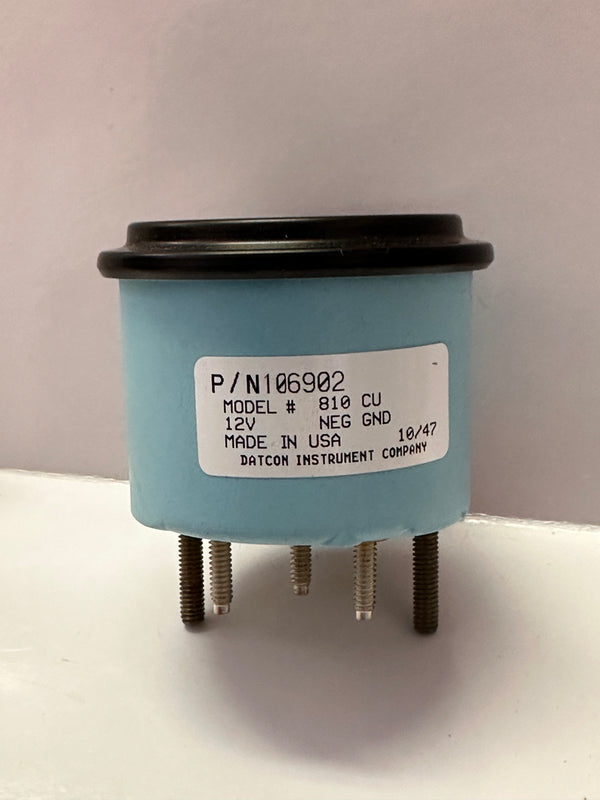 P/N106902
MODEL # 810 CU
12V NEG GND
MADE IN USA 10/47
DATCON INSTRUMENT COMPANY